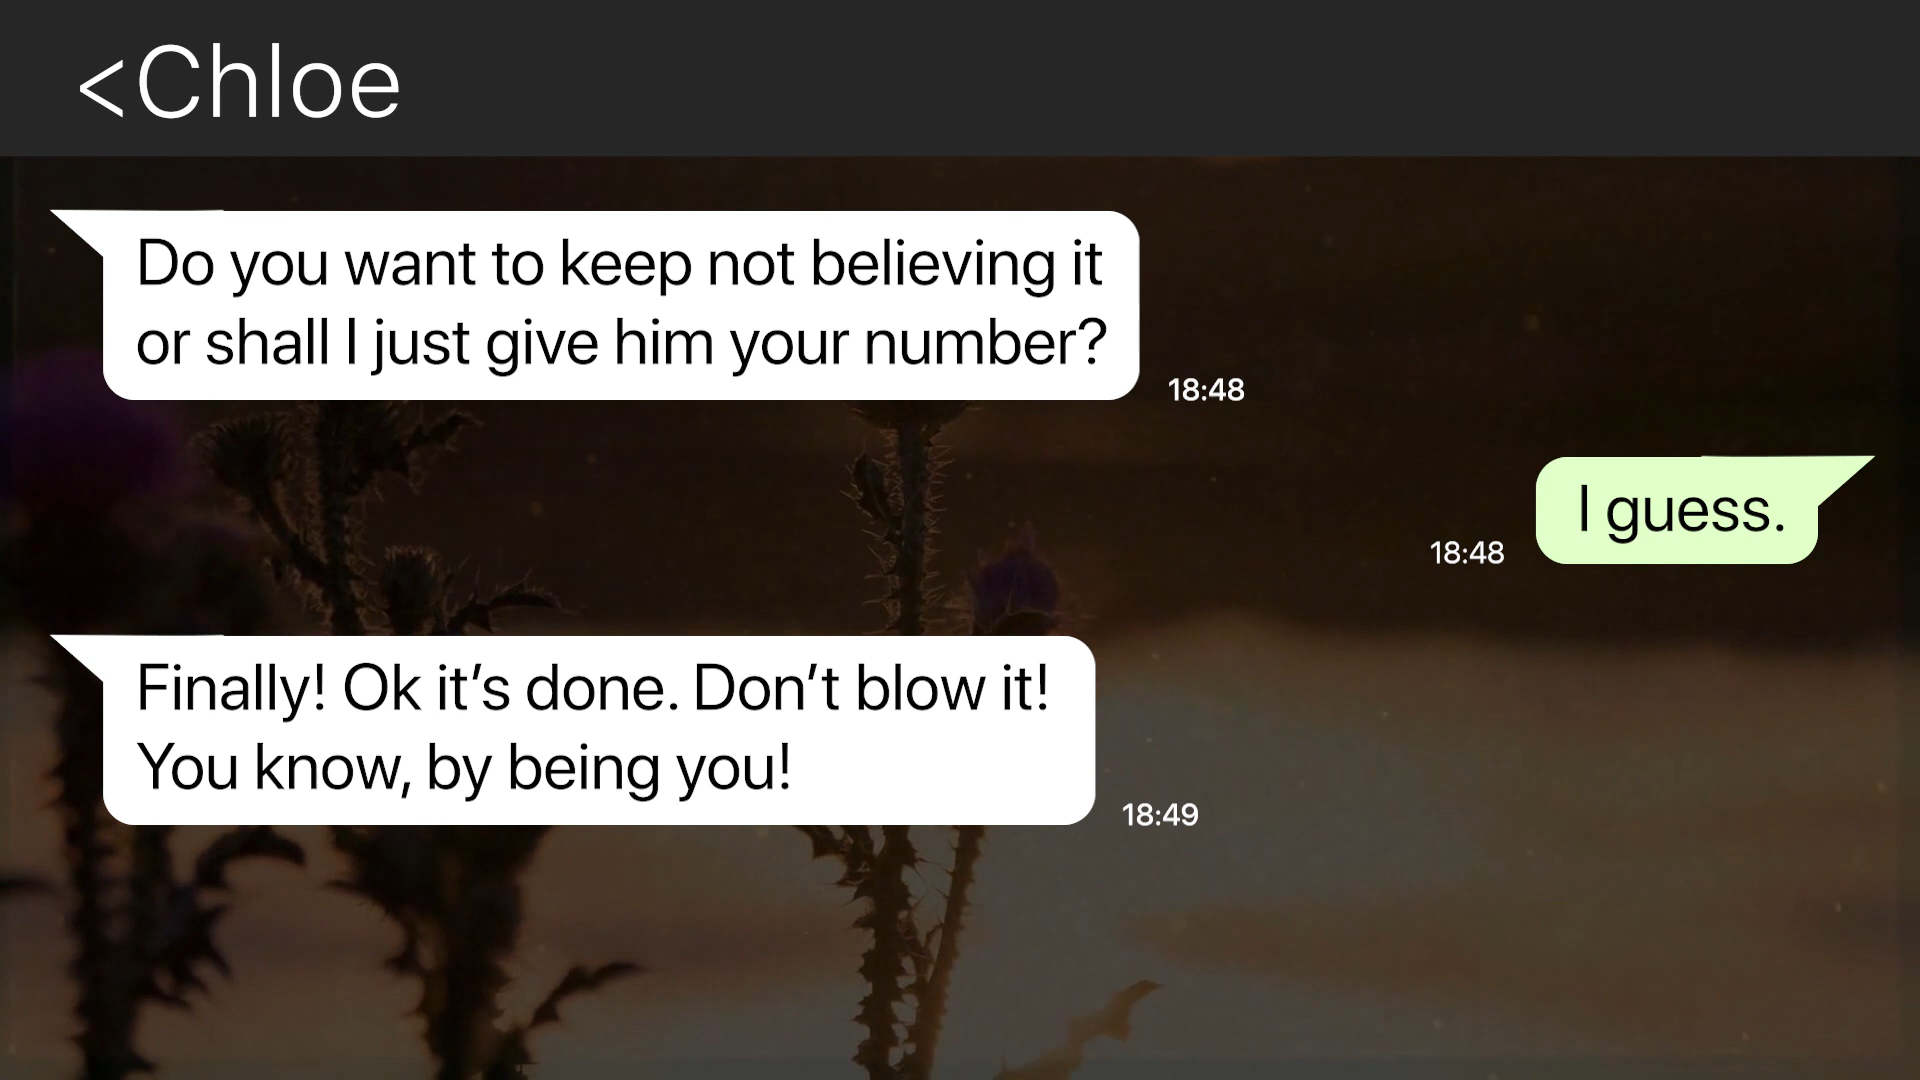 <Chloe
Do you want to keep not believing it
or shall I just give him your number?
18:48
I guess.
18:48
Finally! Ok it’s done. Don’t blow it!
You know, by being you!
18:49